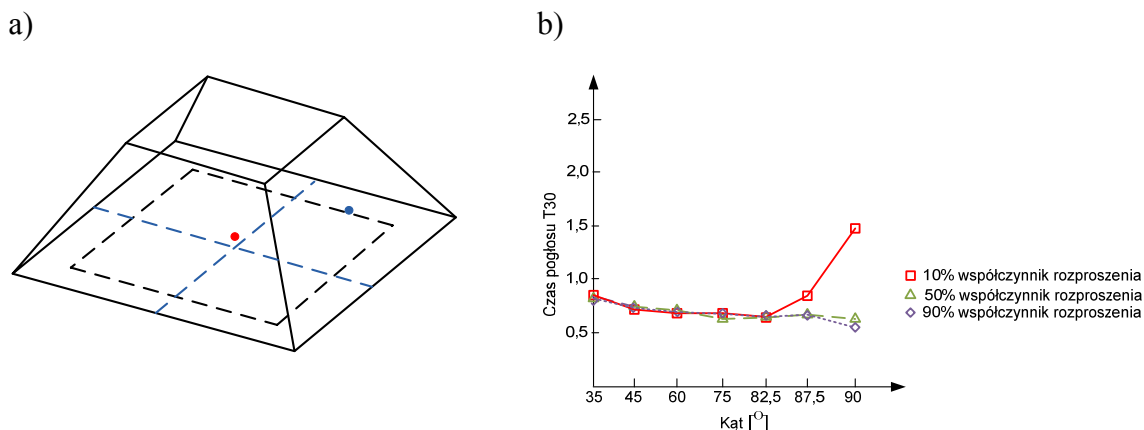 a)
b)
Czas pogłosu T30
2,5
2,0
1,5
1,0
0,5
35 45 60 75 82,5 87,5 90
Kąt [O]
10% współczynnik rozproszenia
50% współczynnik rozproszenia
90% współczynnik rozproszenia